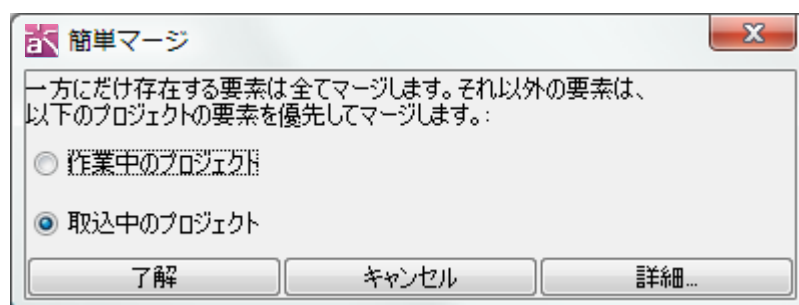 簡単マージ
一方にだけ存在する要素は全てマージします。それ以外の要素は、
以下のプロジェクトの要素を優先してマージします。:
作業中のプロジェクト
取込中のプロジェクト
了解 キャンセル 詳細...